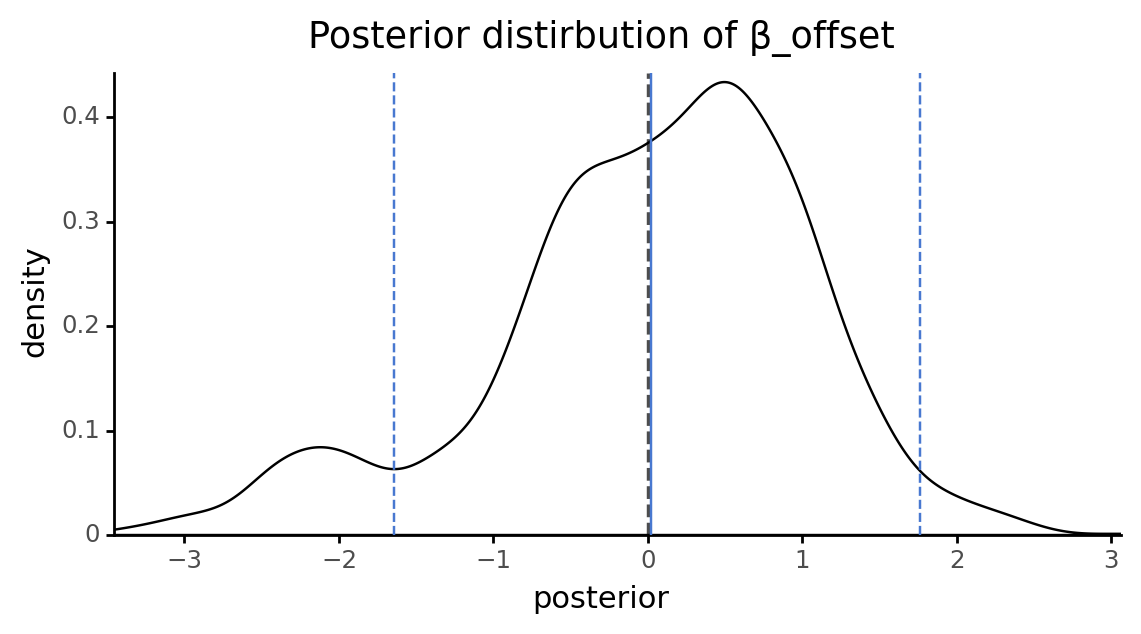 Posterior distirbution of β_offset
density
0.4
0.3
0.2
0.1
0
−3 −2 −1 0 1 2 3
posterior